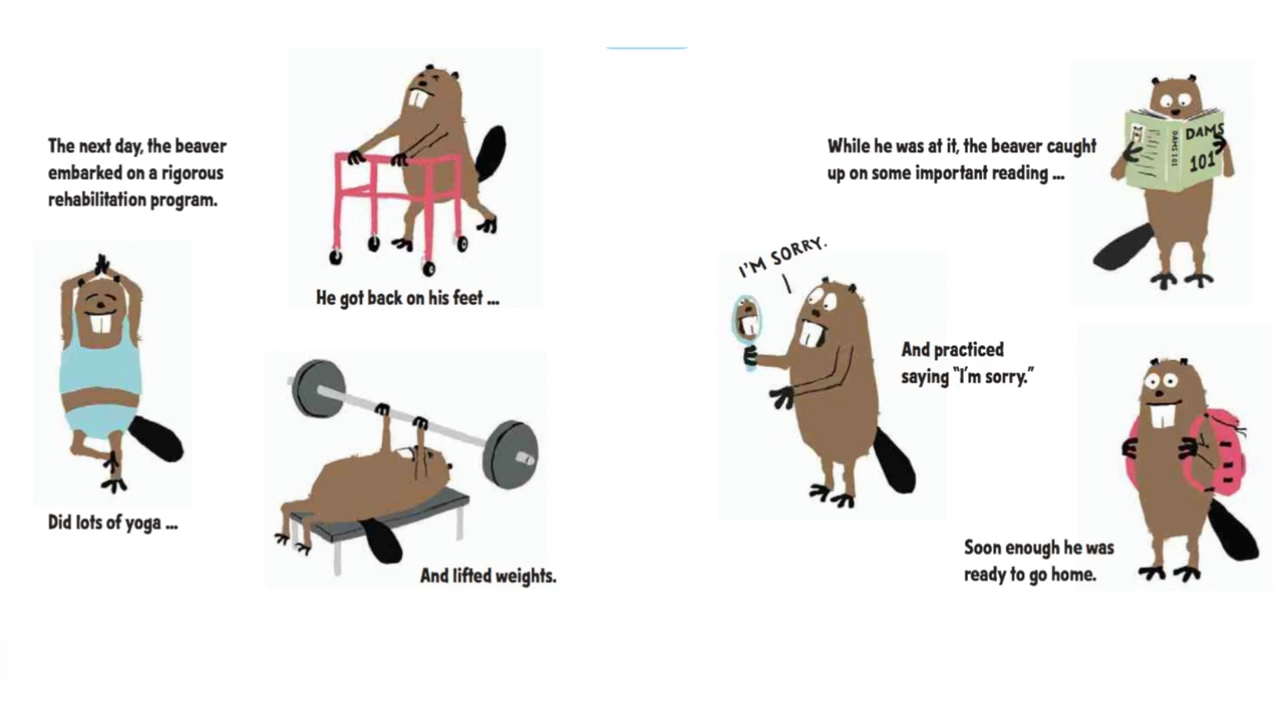 The next day, the beaver
embarked on a rigorous
rehabilitation program.
He got back on his feet ...
Did lots of yoga ...
And lifted weights.
While he was at it, the beaver caught
up on some important reading ...
DAMS 101
DAMS
101
I'M SORRY.
And practiced
saying “I'm sorry.”
Soon enough he was
ready to go home.